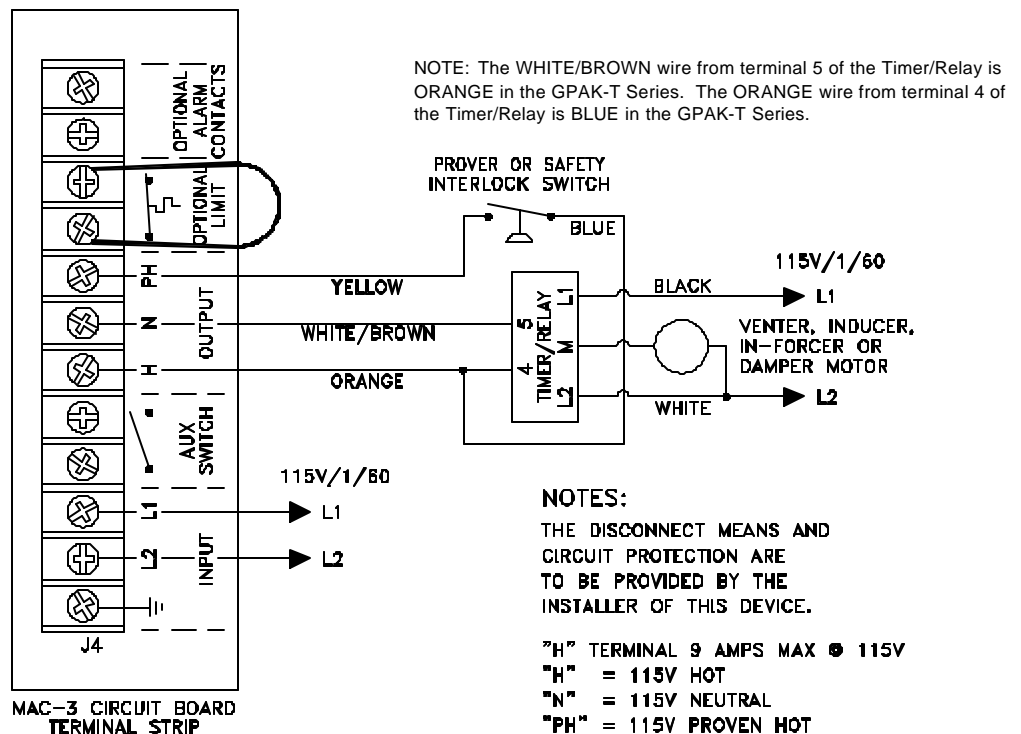 NOTE: The WHITE/BROWN wire from terminal 5 of the Timer/Relay is
ORANGE in the GPAK-T Series. The ORANGE wire from terminal 4 of
the Timer/Relay is BLUE in the GPAK-T Series.
OPTIONAL
ALARM
CONTACTS
OPTIONAL
LIMIT
PROVER OR SAFETY
INTERLOCK SWITCH
BLUE
PH
YELLOW
N
WHITE/BROWN
H
ORANGE
OUTPUT
5
4
TIMER/RELAY
L1
M
L2
BLACK
115V/1/60
L1
VENTER, INDUCER,
IN-FORCER OR
DAMPER MOTOR
WHITE
L2
AUX
SWITCH
115V/1/60
L1
L1
L2
L2
INPUT
J4
MAC-3 CIRCUIT BOARD
TERMINAL STRIP
NOTES:
THE DISCONNECT MEANS AND
CIRCUIT PROTECTION ARE
TO BE PROVIDED BY THE
INSTALLER OF THIS DEVICE.
"H" TERMINAL 9 AMPS MAX @ 115V
"H" = 115V HOT
"N" = 115V NEUTRAL
"PH" = 115V PROVEN HOT